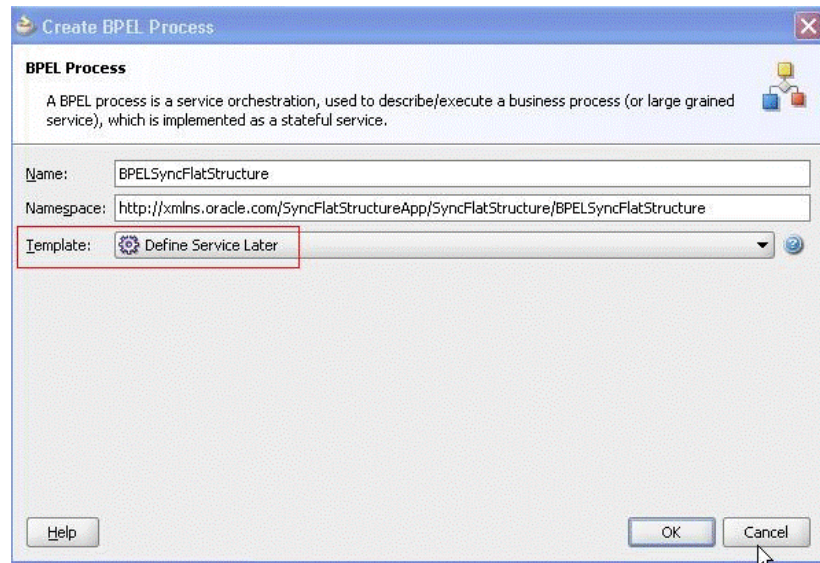 Create BPEL Process
BPEL Process
A BPEL process is a service orchestration, used to describe/execute a business process (or large grained
service), which is implemented as a stateful service.
Name: BPELSyncFlatStructure
Namespace: http://xmlns.oracle.com/SyncFlatStructureApp/SyncFlatStructure/BPELSyncFlatStructure
Template: Define Service Later
Help OK Cancel